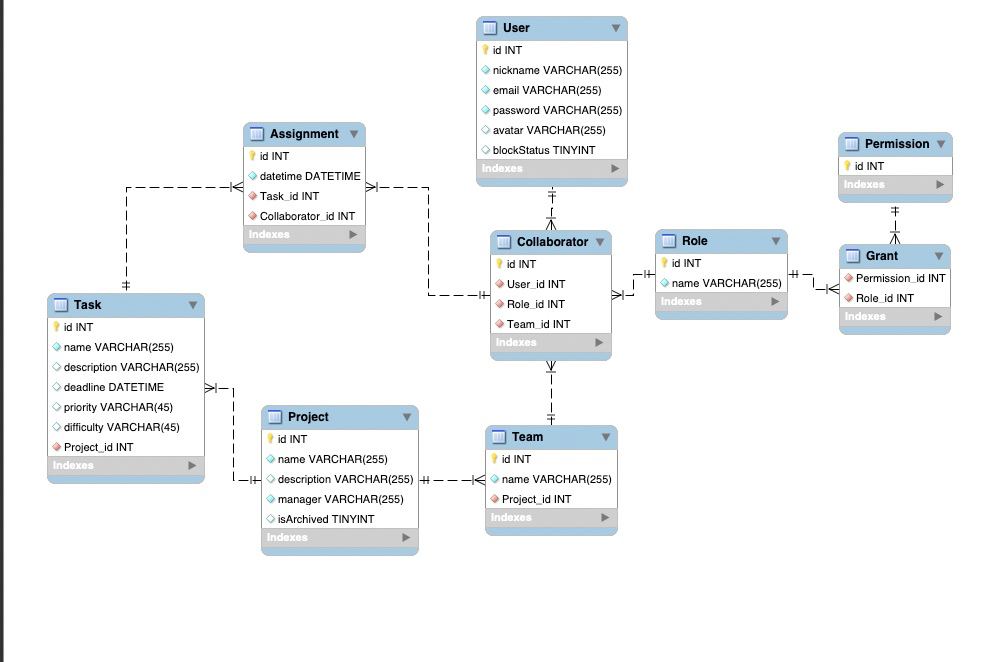 User
id INT
nickname VARCHAR(255)
email VARCHAR(255)
password VARCHAR(255)
avatar VARCHAR(255)
blockStatus TINYINT
Indexes
Assignment
id INT
datetime DATETIME
Task_id INT
Collaborator_id INT
Indexes
Permission
id INT
Indexes
Collaborator
id INT
User_id INT
Role_id INT
Team_id INT
Indexes
Role
id INT
name VARCHAR(255)
Indexes
Grant
Permission_id INT
Role_id INT
Indexes
Task
id INT
name VARCHAR(255)
description VARCHAR(255)
deadline DATETIME
priority VARCHAR(45)
difficulty VARCHAR(45)
Project_id INT
Indexes
Project
id INT
name VARCHAR(255)
description VARCHAR(255)
manager VARCHAR(255)
isArchived TINYINT
Indexes
Team
id INT
name VARCHAR(255)
Project_id INT
Indexes